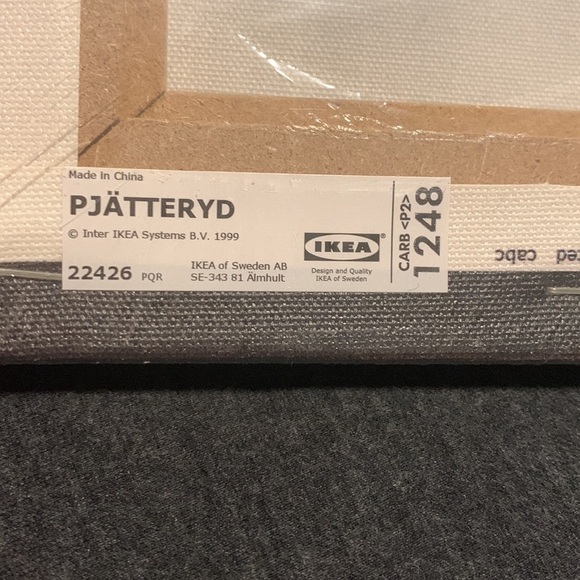 Made in China
PJÄTTERYD
© Inter IKEA Systems B.V. 1999
22426 PQR
IKEA of Sweden AB
SE-343 81 Älmhult
IKEA
Design and Quality
IKEA of Sweden
CARB <P2>
1248
cabc